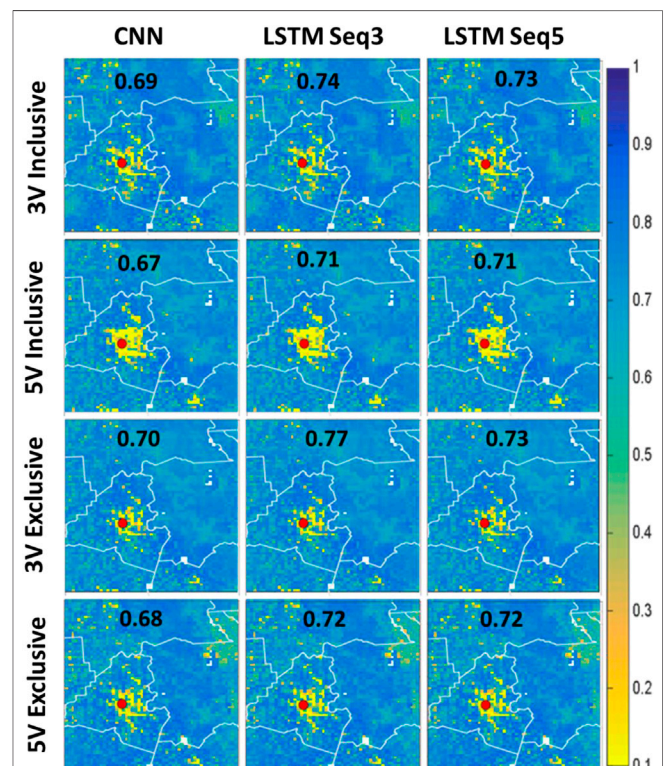 CNN LSTM Seq3 LSTM Seq5
3V Inclusive
0.69 0.74 0.73
5V Inclusive
0.67 0.71 0.71
3V Exclusive
0.70 0.77 0.73
5V Exclusive
0.68 0.72 0.72
1
0.9
0.8
0.7
0.6
0.5
0.4
0.3
0.2
0.1